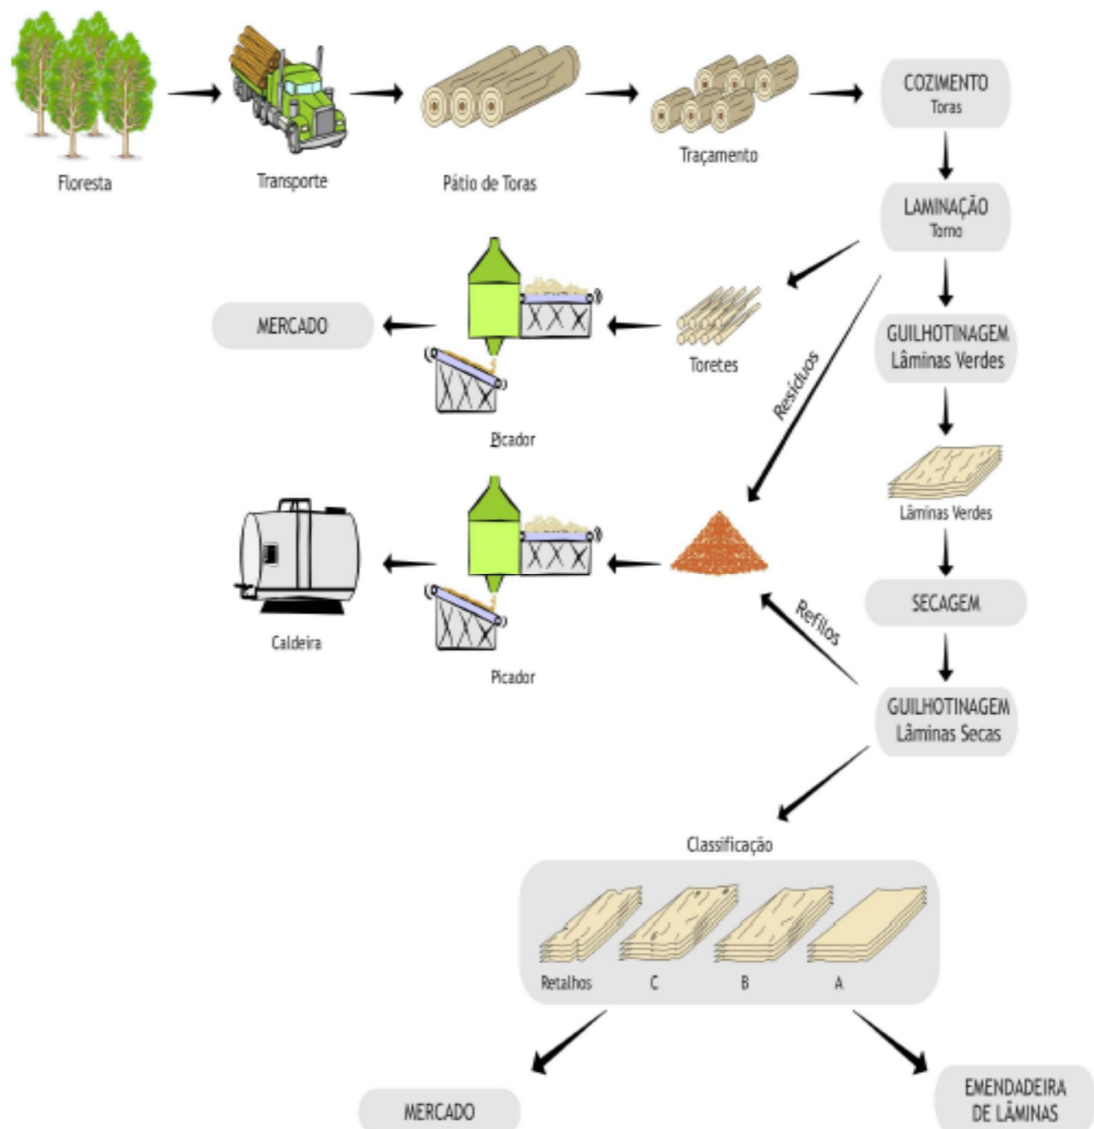 Floresta
Transporte
Pátio de Toras
Traçamento
COZIMENTO
Toras
LAMINAÇÃO
Torno
MERCADO
Picador
Toretes
Resíduos
GUILHOTINAGEM
Lâminas Verdes
Lâminas Verdes
Caldeira
Picador
Refilos
SECAGEM
GUILHOTINAGEM
Lâminas Secas
Classificação
Retalhos
C
B
A
MERCADO
EMENDADEIRA
DE LÂMINAS